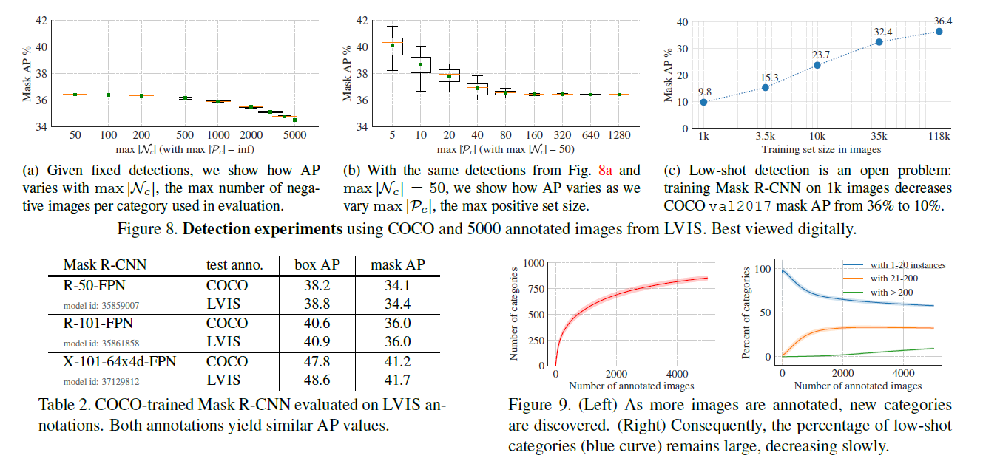 42
40
38
36
34
Mask AP %
50 100 200 500 1000 2000 5000
max |𝒩c| (with max |𝒫c| = inf)
(a) Given fixed detections, we show how AP
varies with max |𝒩c|, the max number of nega-
tive images per category used in evaluation.
42
40
38
36
34
Mask AP %
5 10 20 40 80 160 320 640 1280
max |𝒫c| (with max |𝒩c| = 50)
(b) With the same detections from Fig. 8a and
max |𝒩c| = 50, we show how AP varies as we
vary max |𝒫c|, the max positive set size.
40
30
20
10
0
Mask AP %
9.8
15.3
23.7
32.4
36.4
1k 3.5k 10k 35k 118k
Training set size in images
(c) Low-shot detection is an open problem:
training Mask R-CNN on 1k images decreases
COCO val2017 mask AP from 36% to 10%.
Figure 8. Detection experiments using COCO and 5000 annotated images from LVIS. Best viewed digitally.
Mask R-CNN test anno. box AP mask AP
R-50-FPN COCO 38.2 34.1
model id: 35859007 LVIS 38.8 34.4
R-101-FPN COCO 40.6 36.0
model id: 35861858 LVIS 40.9 36.0
X-101-64x4d-FPN COCO 47.8 41.2
model id: 37129812 LVIS 48.6 41.7
Table 2. COCO-trained Mask R-CNN evaluated on LVIS an-
notations. Both annotations yield similar AP values.
1000
750
500
250
0
Number of categories
0 2000 4000
Number of annotated images
100
50
0
Percent of categories
with 1-20 instances
with 21-200
with > 200
0 2000 4000
Number of annotated images
Figure 9. (Left) As more images are annotated, new categories
are discovered. (Right) Consequently, the percentage of low-shot
categories (blue curve) remains large, decreasing slowly.